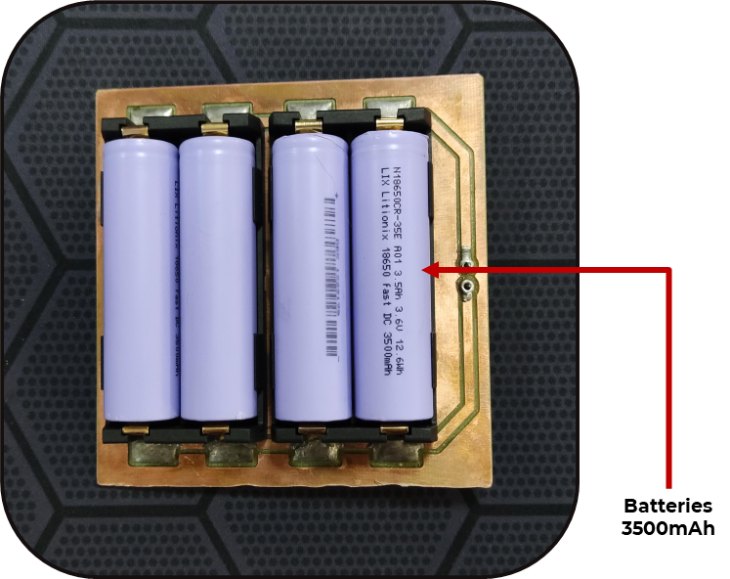 N18650CR-35E A01 3.5Ah 3.6V 12.6Wh
LIX Litionix 18650 Fast DC 3500mAh
Batteries
3500mAh